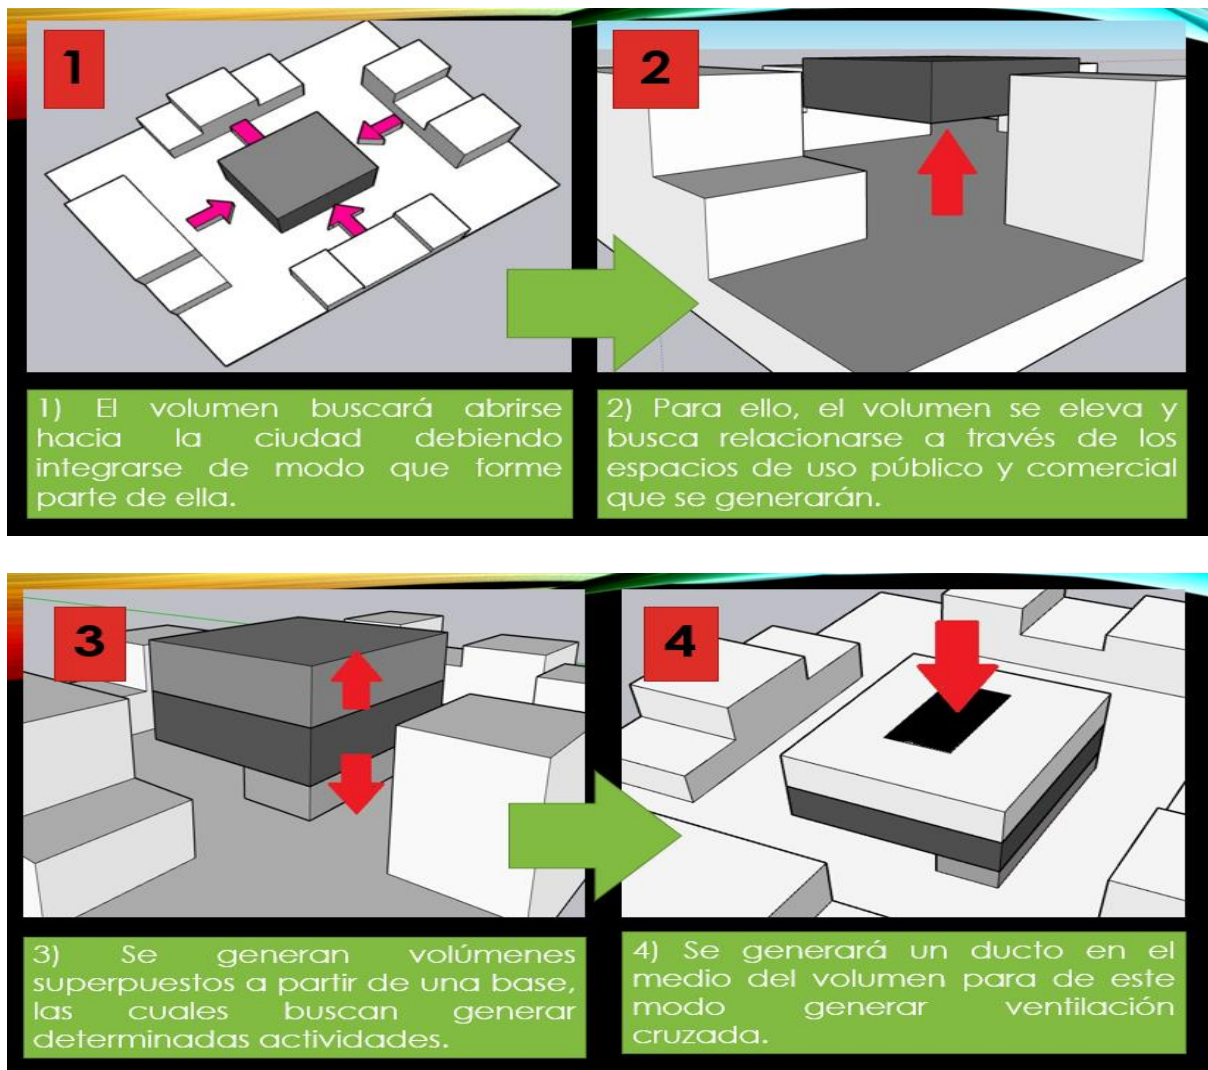 1
2
1) El volumen buscará abrirse
hacia la ciudad debiendo
integrarse de modo que forme
parte de ella.
2) Para ello, el volumen se eleva y
busca relacionarse a través de los
espacios de uso público y comercial
que se generarán.
3
4
3) Se generan volúmenes
superpuestos a partir de una base,
las cuales buscan generar
determinadas actividades.
4) Se generará un ducto en el
medio del volumen para de este
modo generar ventilación
cruzada.